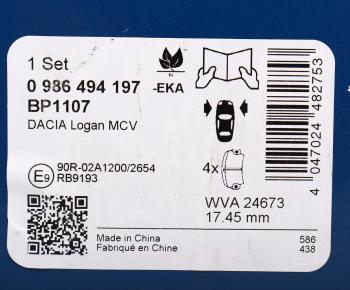 1 Set
0 986 494 197 -EKA
BP1107
DACIA Logan MCV
4x
E9 90R-02A1200/2654
RB9193
WVA 24673
17.45 mm
Made in China 586
Fabriqué en Chine 438
4 047024 482753